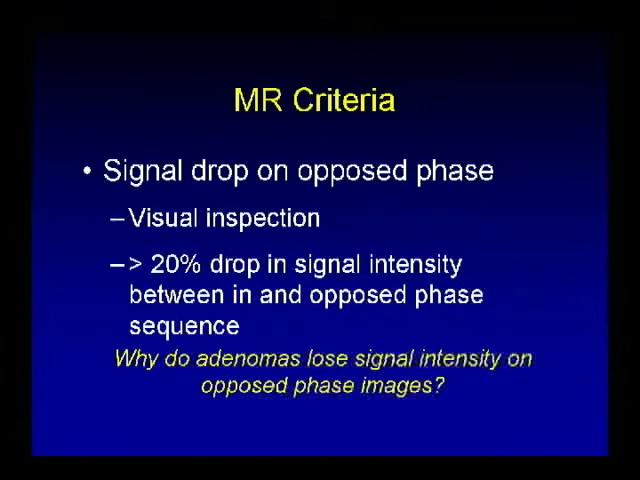 MR Criteria
• Signal drop on opposed phase
– Visual inspection
– > 20% drop in signal intensity
between in and opposed phase
sequence
Why do adenomas lose signal intensity on
opposed phase images?